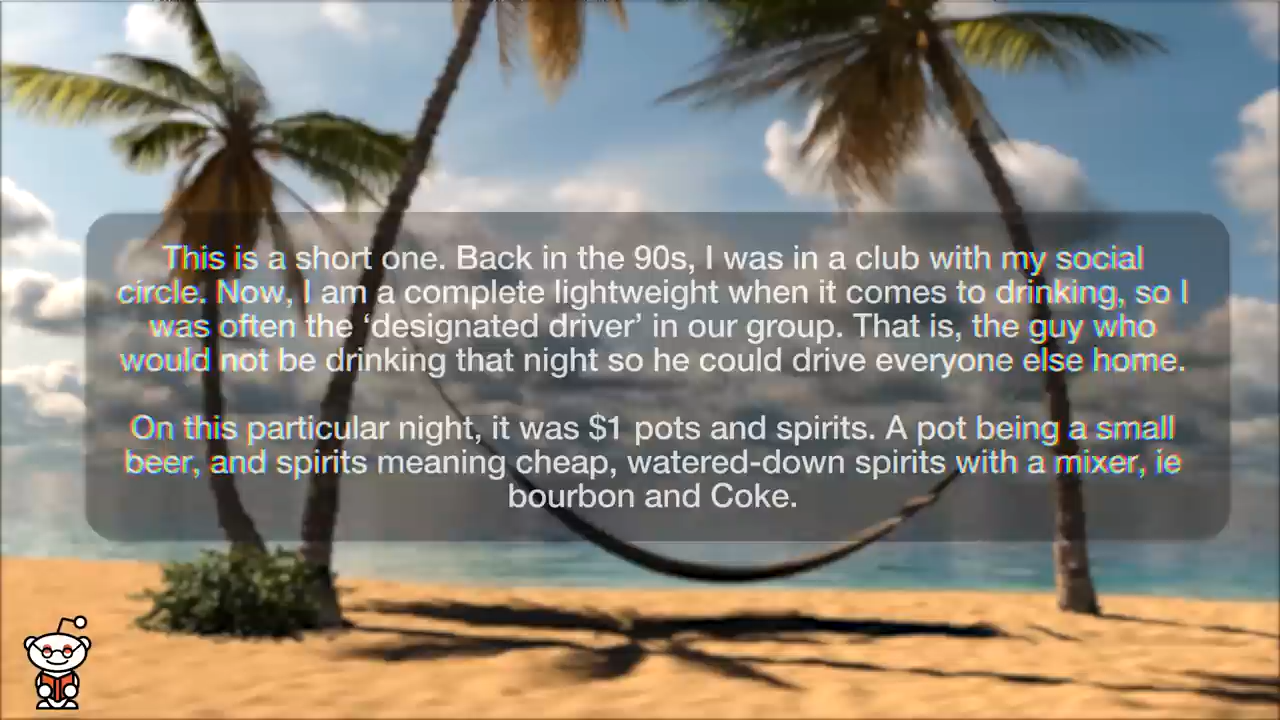 This is a short one. Back in the 90s, I was in a club with my social
circle. Now, I am a complete lightweight when it comes to drinking, so I
was often the ‘designated driver’ in our group. That is, the guy who
would not be drinking that night so he could drive everyone else home.
On this particular night, it was $1 pots and spirits. A pot being a small
beer, and spirits meaning cheap, watered-down spirits with a mixer, ie
bourbon and Coke.